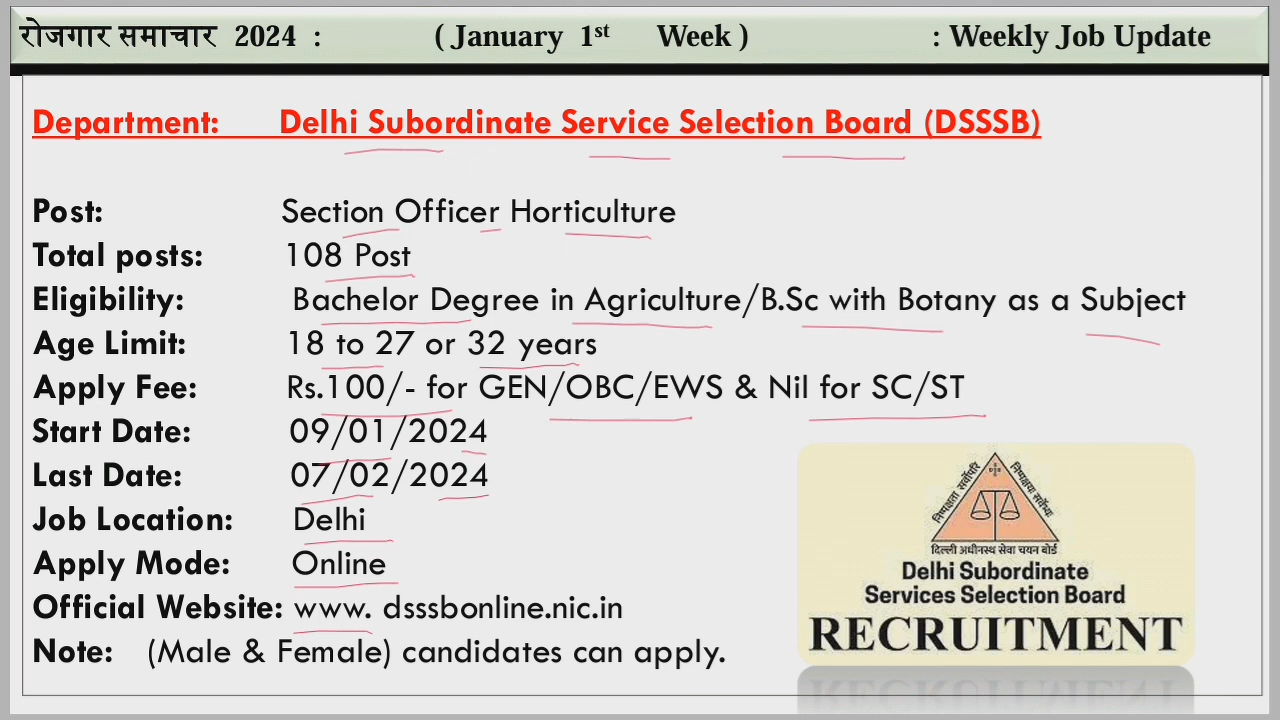 रोजगार समाचार 2024 : ( January 1st Week ) : Weekly Job Update
Department: Delhi Subordinate Service Selection Board (DSSSB)
Post: Section Officer Horticulture
Total posts: 108 Post
Eligibility: Bachelor Degree in Agriculture/B.Sc with Botany as a Subject
Age Limit: 18 to 27 or 32 years
Apply Fee: Rs.100/- for GEN/OBC/EWS & Nil for SC/ST
Start Date: 09/01/2024
Last Date: 07/02/2024
Job Location: Delhi
Apply Mode: Online
Official Website: www. dsssbonline.nic.in
Note: (Male & Female) candidates can apply.
निष्पक्षता सर्वोपरि
दिल्ली अधीनस्थ सेवा चयन बोर्ड
Delhi Subordinate
Services Selection Board
RECRUITMENT